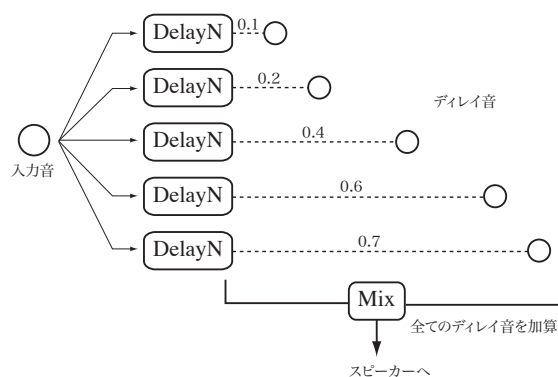 DelayN 0.1
DelayN 0.2
ディレイ音
DelayN 0.4
入力音
DelayN 0.6
DelayN 0.7
Mix
全てのディレイ音を加算
スピーカーへ